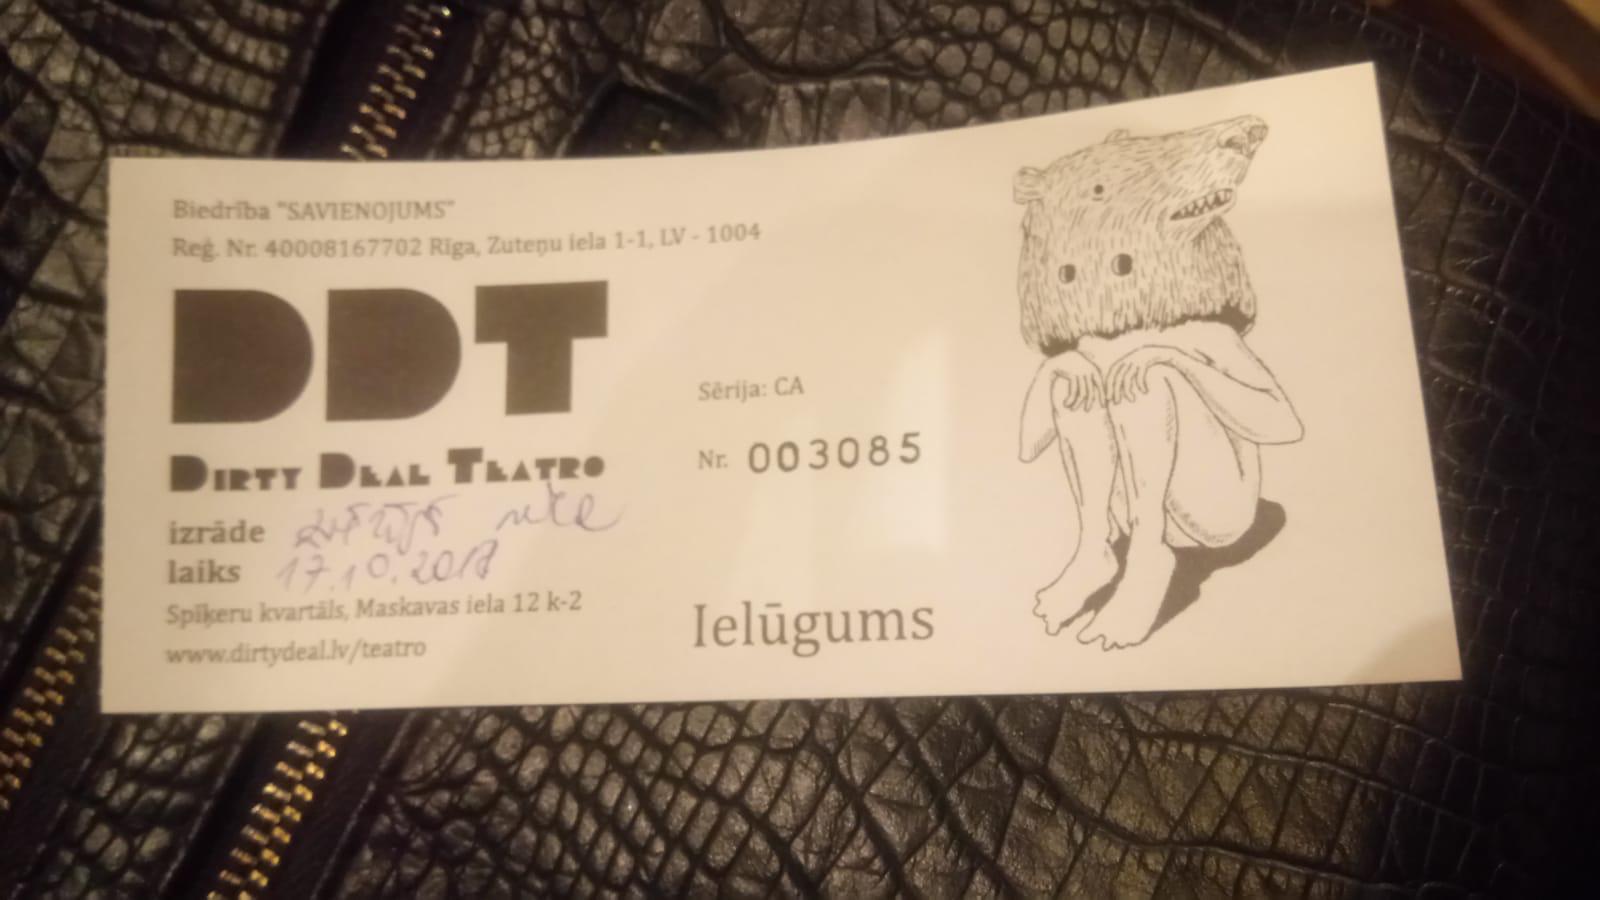 Biedrība "SAVIENOJUMS"
Reģ. Nr. 40008167702 Rīga, Zuteņu iela 1-1, LV - 1004
DDT
DIRTY DEAL TEATRO
izrāde
laiks 17.10.2018
Spīķeru kvartāls, Maskavas iela 12 k-2
www.dirtydeal.lv/teatro
Sērija: CA
Nr. 003085
Ielūgums